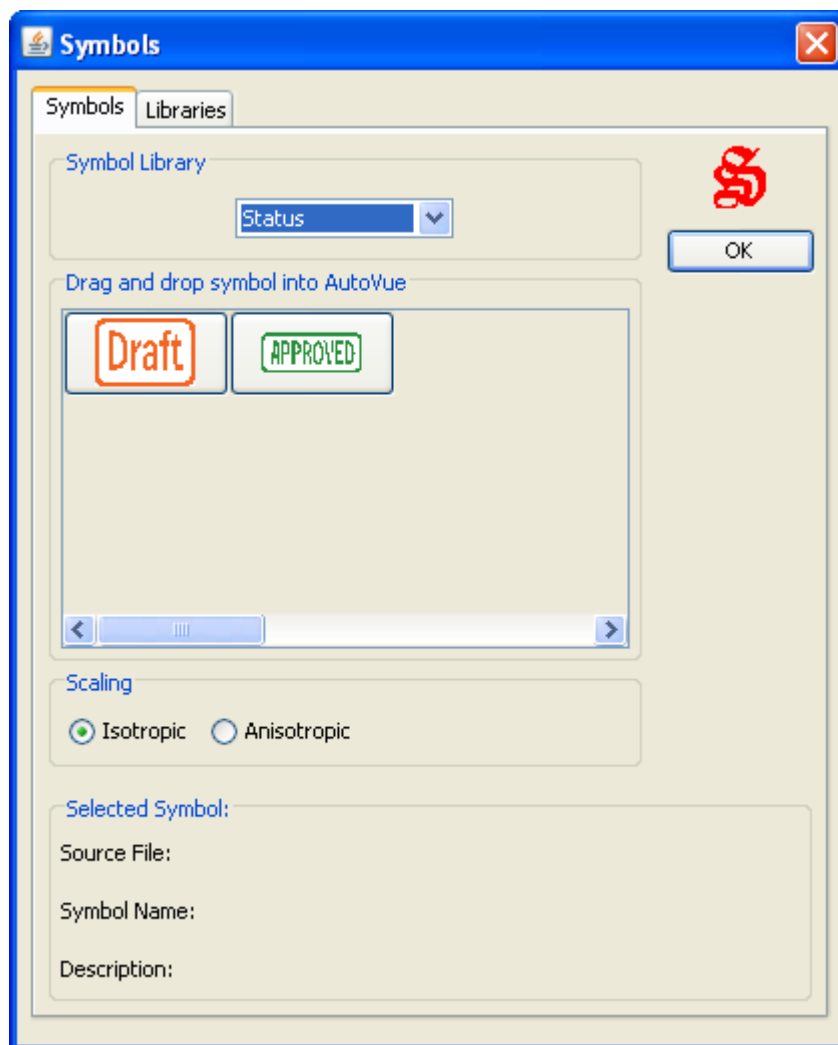 Symbols
Symbols Libraries
Symbol Library
S
Status
OK
Drag and drop symbol into AutoVue
Draft APPROVED
Scaling
Isotropic Anisotropic
Selected Symbol:
Source File:
Symbol Name:
Description: